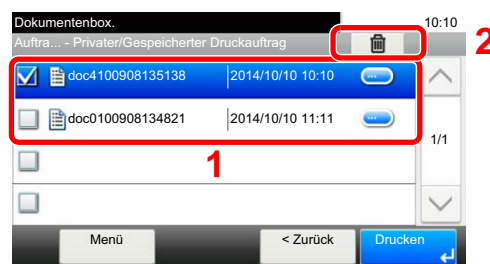 Dokumentenbox.
10:10
Auftra... - Privater/Gespeicherter Druckauftrag
2
doc4100908135138 2014/10/10 10:10
doc0100908134821 2014/10/10 11:11
1/1
1
Menü < Zurück Drucken